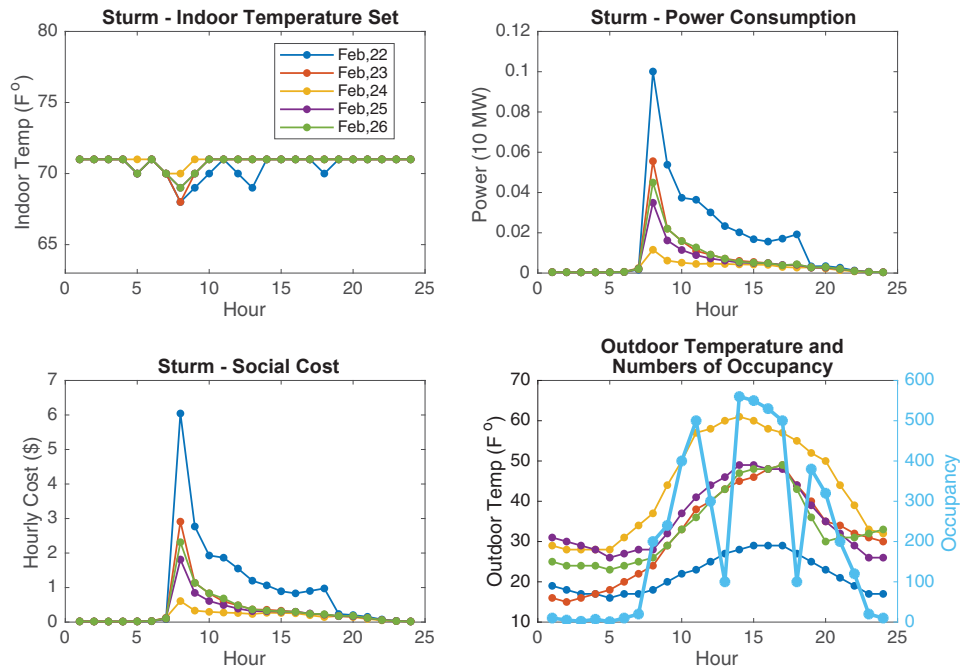 Sturm - Indoor Temperature Set
80
75
70
65
Indoor Temp (F°)
0 5 10 15 20 25
Hour
Feb,22
Feb,23
Feb,24
Feb,25
Feb,26
Sturm - Power Consumption
0.12
0.1
0.08
0.06
0.04
0.02
0
Power (10 MW)
0 5 10 15 20 25
Hour
Sturm - Social Cost
7
6
5
4
3
2
1
0
Hourly Cost ($)
0 5 10 15 20 25
Hour
Outdoor Temperature and
Numbers of Occupancy
70
60
50
40
30
20
10
Outdoor Temp (F°)
600
500
400
300
200
100
0
Occupancy
0 5 10 15 20 25
Hour